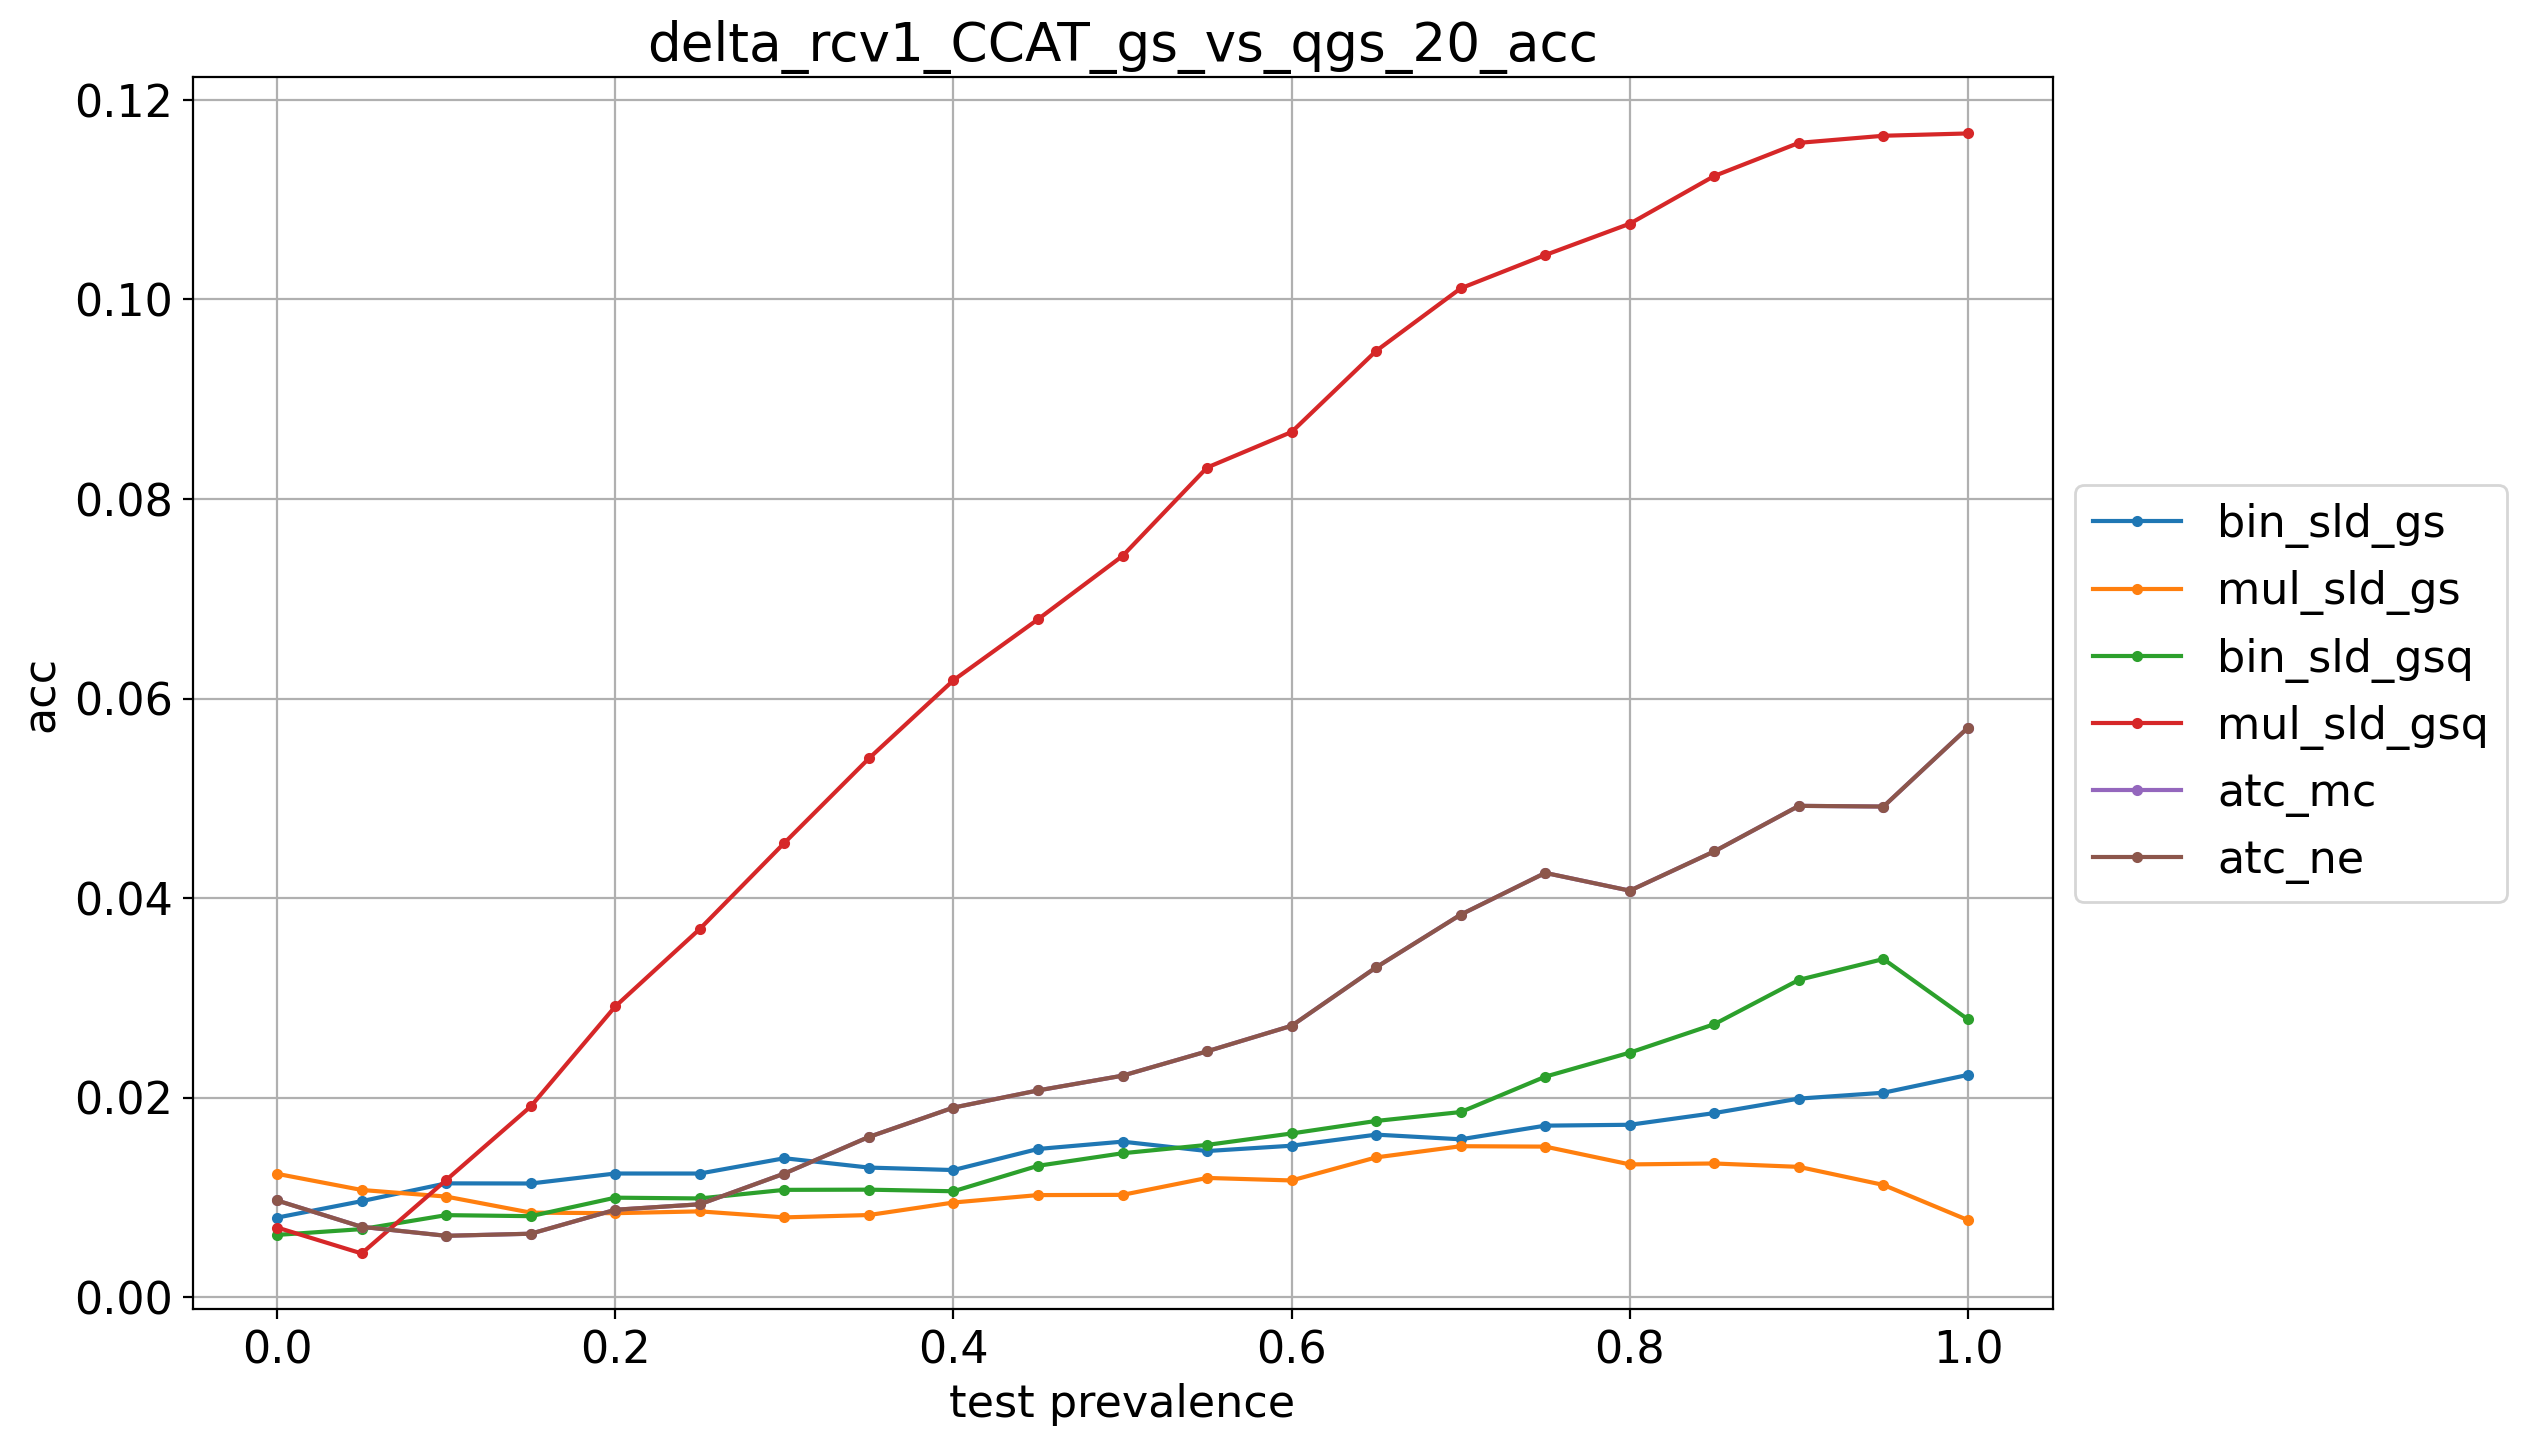 delta_rcv1_CCAT_gs_vs_qgs_20_acc
0.12
0.10
0.08
0.06
0.04
0.02
0.00
acc
0.0 0.2 0.4 0.6 0.8 1.0
test prevalence
bin_sld_gs
mul_sld_gs
bin_sld_gsq
mul_sld_gsq
atc_mc
atc_ne